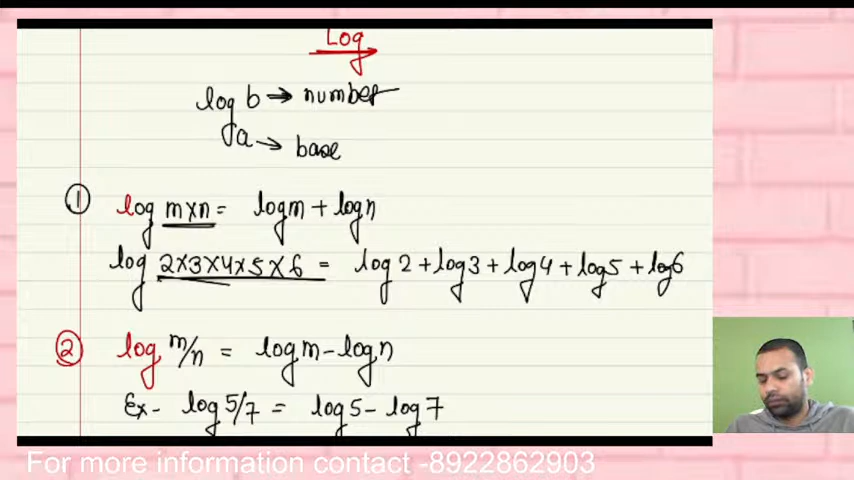 Log
log b → number
a → base
① log m×n = log m + log n
log 2×3×4×5×6 = log 2 + log 3 + log 4 + log 5 + log 6
② log m/n = log m - log n
Ex - log 5/7 = log 5 - log 7
For more information contact -8922862903